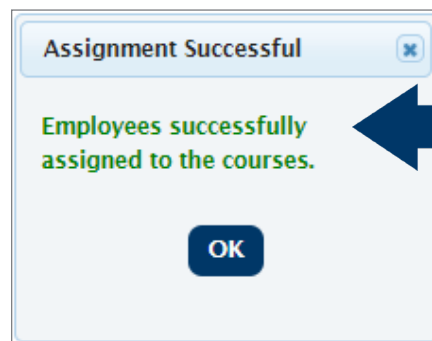 Assignment Successful
Employees successfully
assigned to the courses.
OK